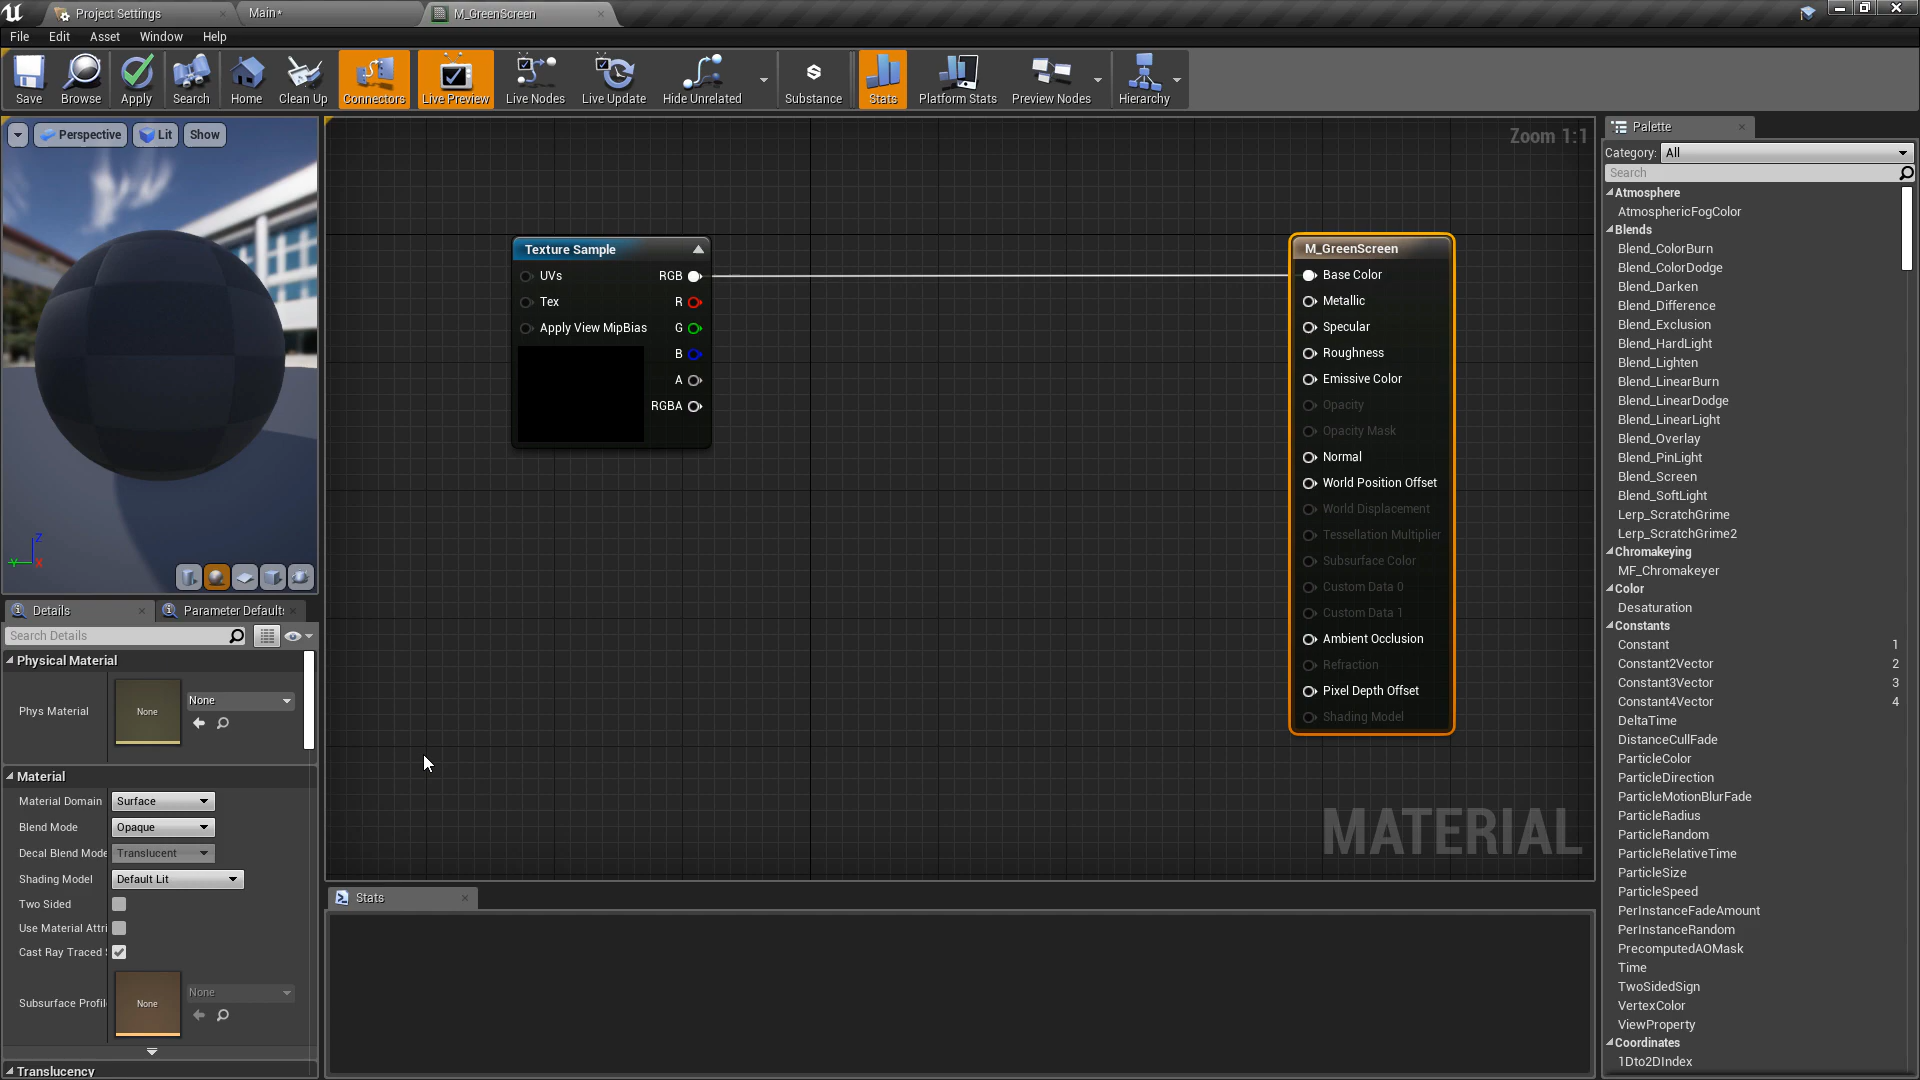 Project Settings
Main*
M_GreenScreen
File Edit Asset Window Help
Save
Browse
Apply
Search
Home
Clean Up
Connectors
Live Preview
Live Nodes
Live Update
Hide Unrelated
Substance
Stats
Platform Stats
Preview Nodes
Hierarchy
Perspective
Lit
Show
Z
Y
X
Zoom 1:1
Texture Sample
UVs
Tex
Apply View MipBias
RGB
R
G
B
A
RGBA
M_GreenScreen
Base Color
Metallic
Specular
Roughness
Emissive Color
Opacity
Opacity Mask
Normal
World Position Offset
World Displacement
Tessellation Multiplier
Subsurface Color
Custom Data 0
Custom Data 1
Ambient Occlusion
Refraction
Pixel Depth Offset
Shading Model
MATERIAL
Details
Parameter Default
Search Details
Physical Material
Phys Material
None
None
Material
Material Domain
Surface
Blend Mode
Opaque
Decal Blend Mode
Translucent
Shading Model
Default Lit
Two Sided
Use Material Attri
Cast Ray Traced
Subsurface Profil
None
None
Translucency
Stats
Palette
Category:
All
Search
Atmosphere
AtmosphericFogColor
Blends
Blend_ColorBurn
Blend_ColorDodge
Blend_Darken
Blend_Difference
Blend_Exclusion
Blend_HardLight
Blend_Lighten
Blend_LinearBurn
Blend_LinearDodge
Blend_LinearLight
Blend_Overlay
Blend_PinLight
Blend_Screen
Blend_SoftLight
Lerp_ScratchGrime
Lerp_ScratchGrime2
Chromakeying
MF_Chromakeyer
Color
Desaturation
Constants
Constant 1
Constant2Vector 2
Constant3Vector 3
Constant4Vector 4
DeltaTime
DistanceCullFade
ParticleColor
ParticleDirection
ParticleMotionBlurFade
ParticleRadius
ParticleRandom
ParticleRelativeTime
ParticleSize
ParticleSpeed
PerInstanceFadeAmount
PerInstanceRandom
PrecomputedAOMask
Time
TwoSidedSign
VertexColor
ViewProperty
Coordinates
1Dto2DIndex